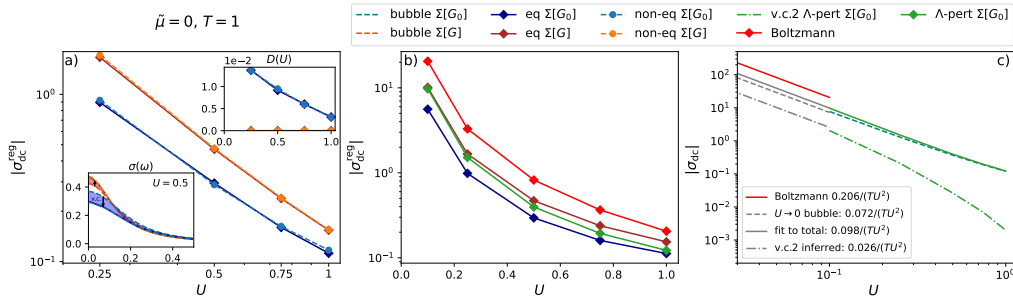 μ̃ = 0, T = 1
bubble Σ[G₀]
bubble Σ[G]
eq Σ[G₀]
eq Σ[G]
non-eq Σ[G₀]
non-eq Σ[G]
v.c.2 Λ-pert Σ[G₀]
Boltzmann
Λ-pert Σ[G₀]
a)
|σ_dc^reg|
10⁰
10⁻¹
0.25
0.5
0.75
1
U
1e−2
D(U)
1.0
0.5
0.0
0.0
0.5
1.0
σ(ω)
U = 0.5
0.4
0.2
0.0
0.0
0.2
b)
|σ_dc^reg|
10¹
10⁰
10⁻¹
0.0
0.2
0.4
0.6
0.8
1.0
U
c)
|σ_dc|
10²
10¹
10⁰
10⁻¹
10⁻²
10⁻³
Boltzmann 0.206/(TU²)
U → 0 bubble: 0.072/(TU²)
fit to total: 0.098/(TU²)
v.c.2 inferred: 0.026/(TU²)
10⁻¹
10⁰
U